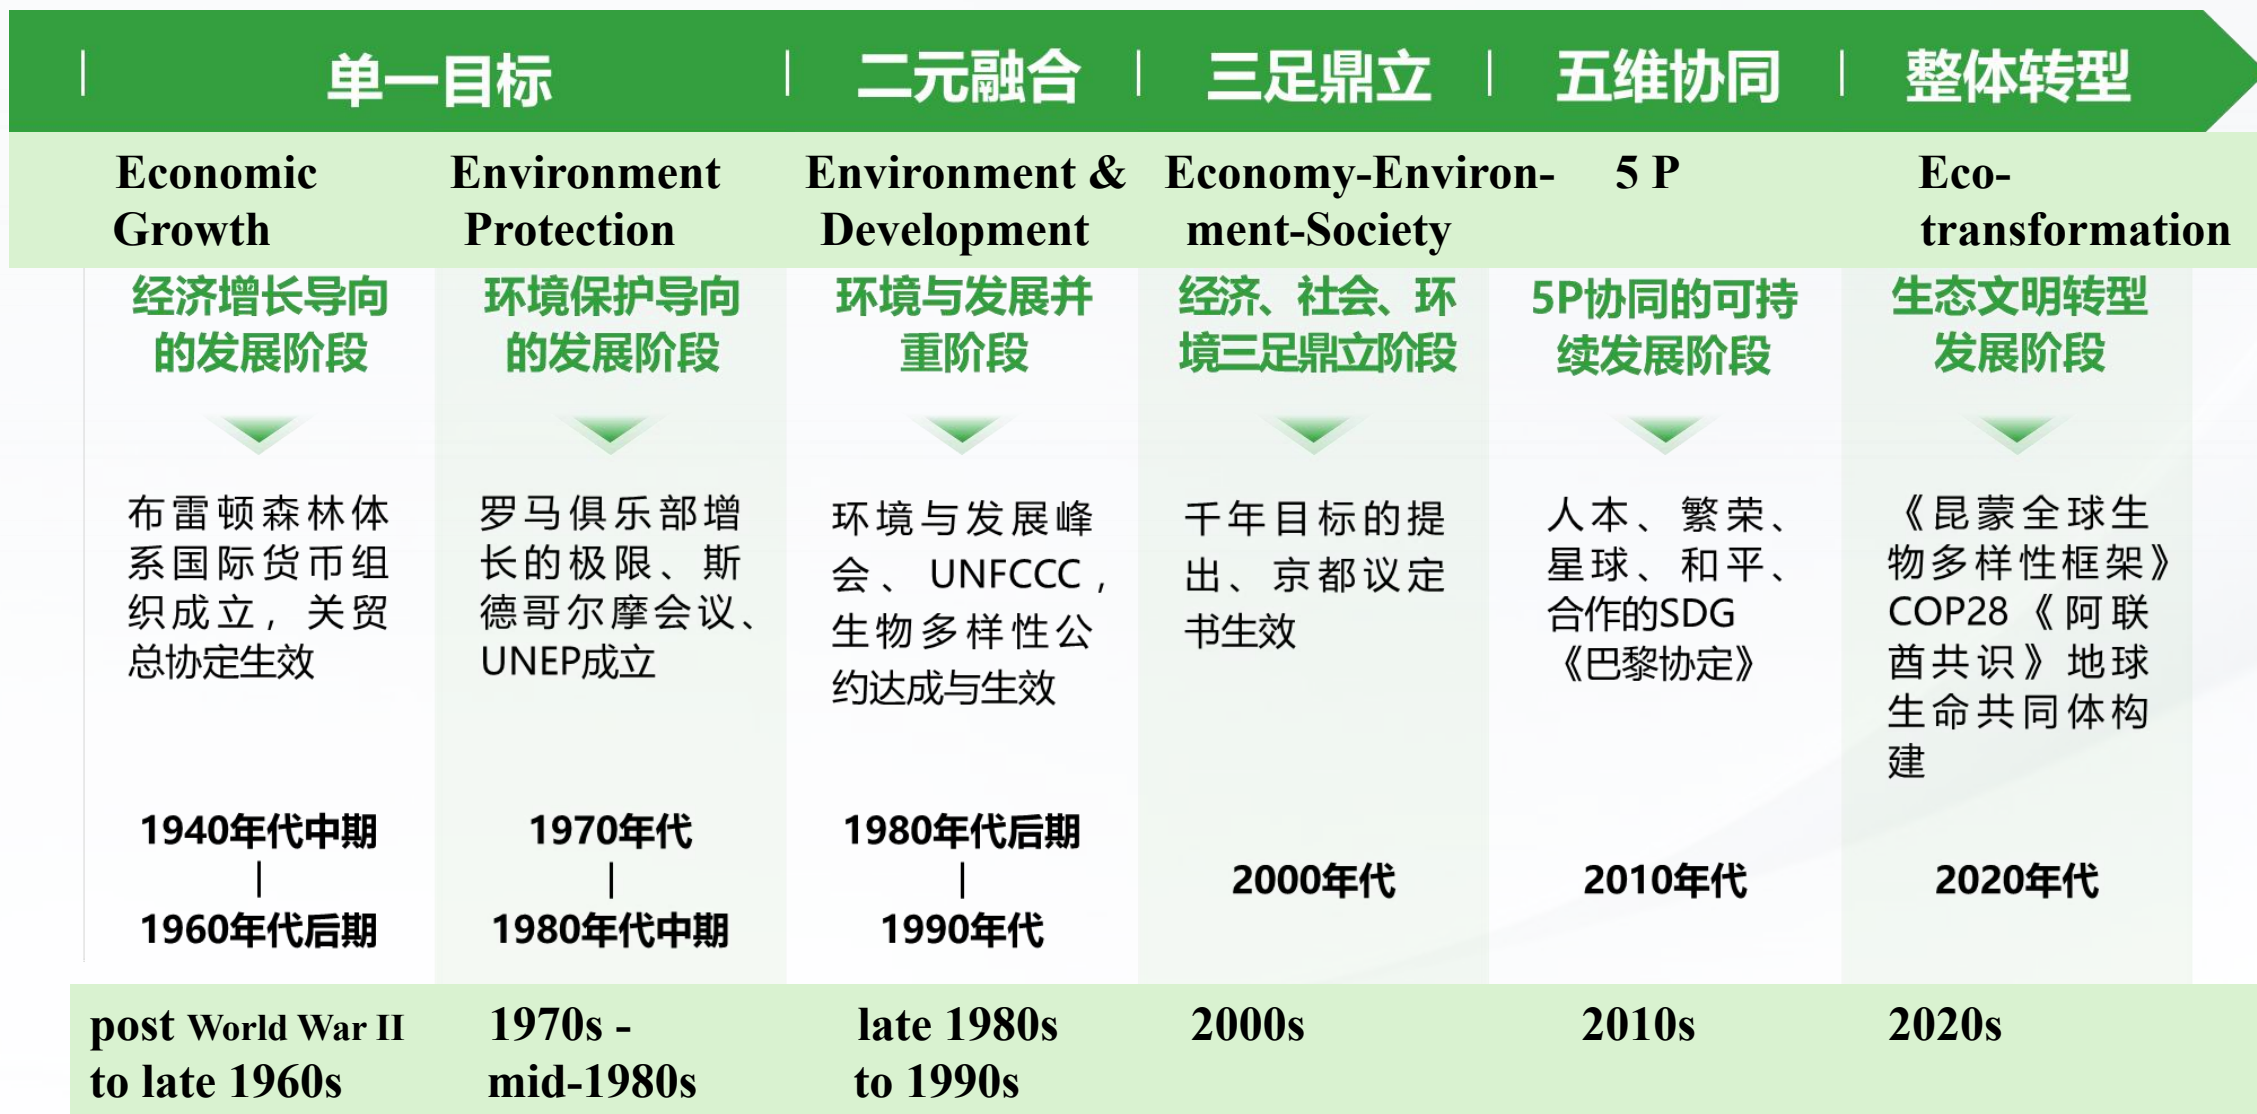 单一目标
二元融合
三足鼎立
五维协同
整体转型
Economic
Growth
Environment
Protection
Environment &
Development
Economy-Environ-
ment-Society
5 P
Eco-
transformation
经济增长导向
的发展阶段
环境保护导向
的发展阶段
环境与发展并
重阶段
经济、社会、环
境三足鼎立阶段
5P协同的可持
续发展阶段
生态文明转型
发展阶段
布雷顿森林体
系国际货币组
织成立，关贸
总协定生效
罗马俱乐部增
长的极限、斯
德哥尔摩会议、
UNEP成立
环境与发展峰
会、UNFCCC，
生物多样性公
约达成与生效
千年目标的提
出、京都议定
书生效
人本、繁荣、
星球、和平、
合作的SDG
《巴黎协定》
《昆蒙全球生
物多样性框架》
COP28《阿联
酋共识》地球
生命共同体构
建
1940年代中期
|
1960年代后期
1970年代
|
1980年代中期
1980年代后期
|
1990年代
2000年代
2010年代
2020年代
post World War II
to late 1960s
1970s -
mid-1980s
late 1980s
to 1990s
2000s
2010s
2020s